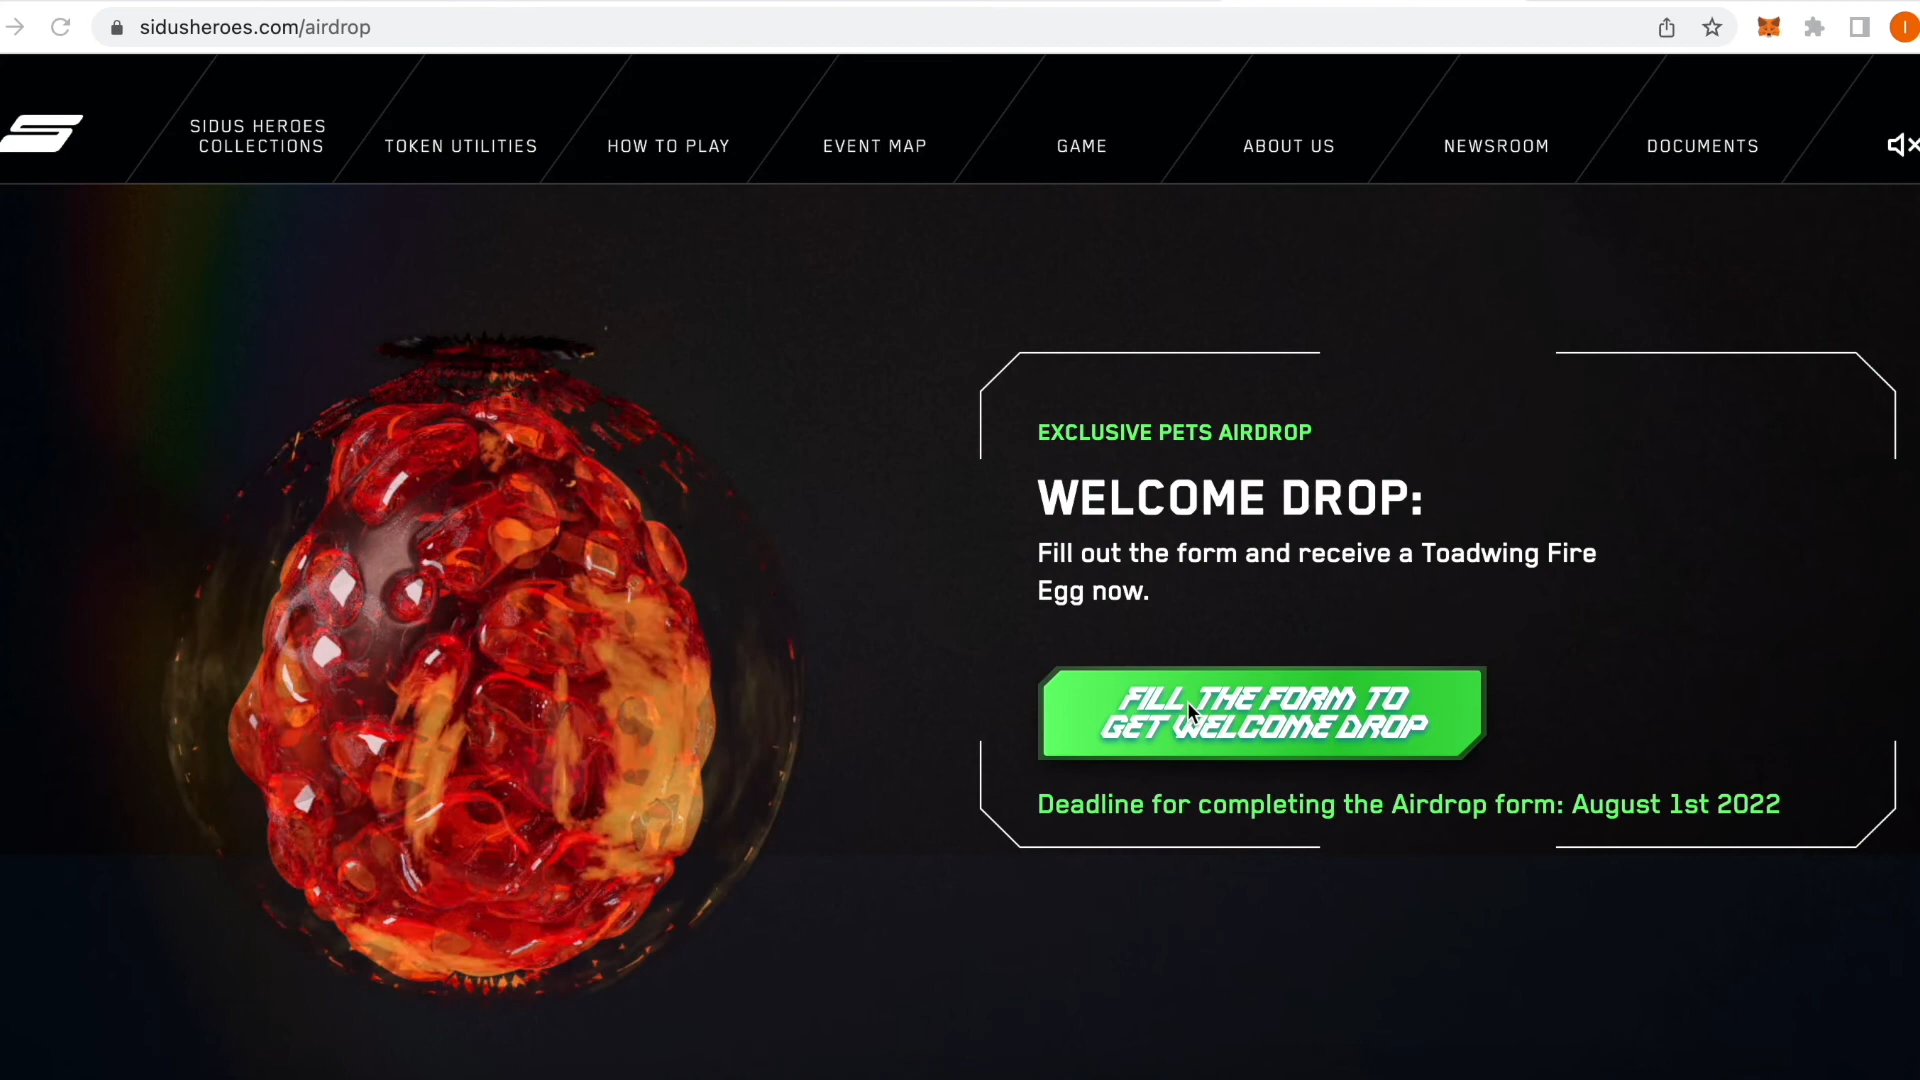 sidusheroes.com/airdrop
I
SIDUS HEROES
COLLECTIONS
TOKEN UTILITIES
HOW TO PLAY
EVENT MAP
GAME
ABOUT US
NEWSROOM
DOCUMENTS
EXCLUSIVE PETS AIRDROP
WELCOME DROP:
Fill out the form and receive a Toadwing Fire
Egg now.
FILL THE FORM TO
GET WELCOME DROP
Deadline for completing the Airdrop form: August 1st 2022